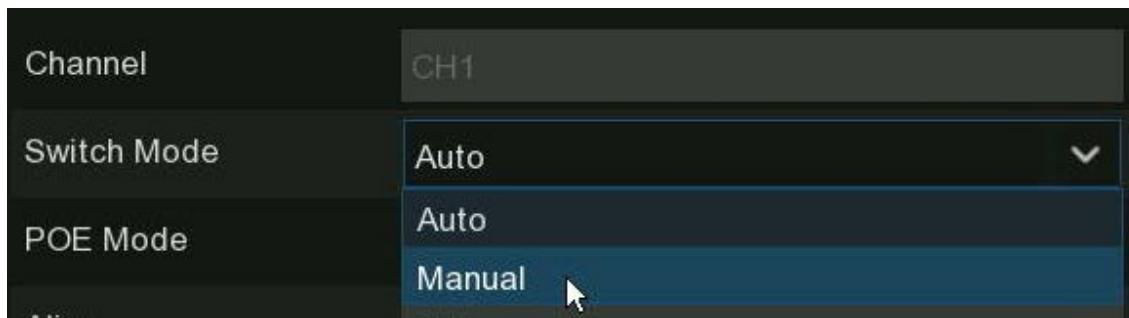 Channel CH1
Switch Mode Auto
Auto
POE Mode
Manual